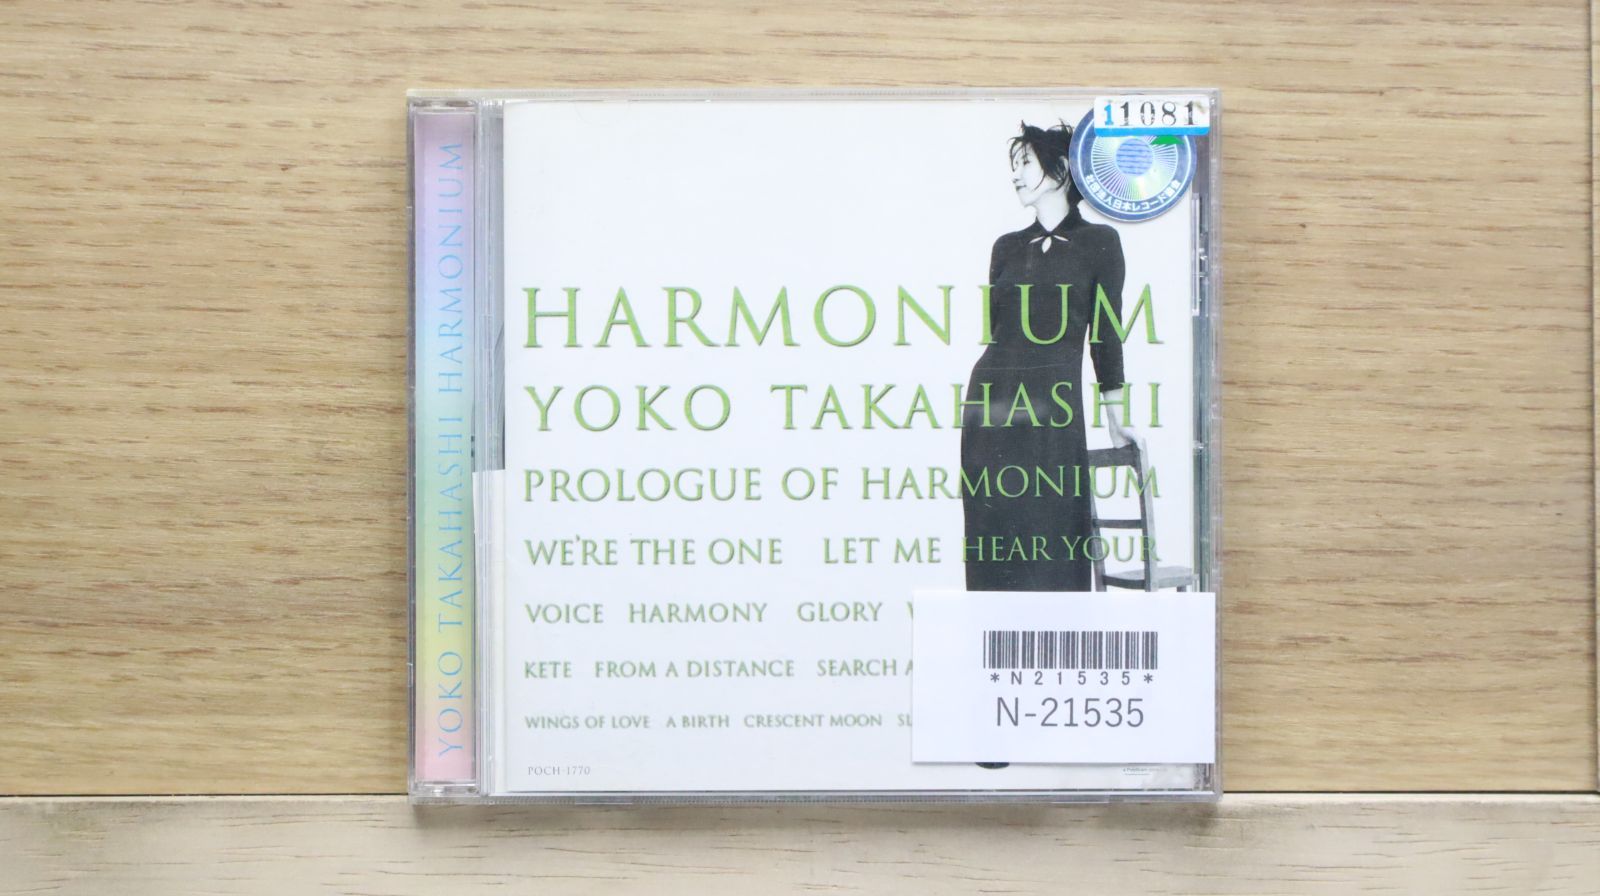 YOKO TAKAHASHI HARMONIUM
11081
HARMONIUM
YOKO TAKAHASHI
PROLOGUE OF HARMONIUM
WE'RE THE ONE LET ME HEAR YOUR
VOICE HARMONY GLORY
KETE FROM A DISTANCE SEARCH
WINGS OF LOVE A BIRTH CRESCENT MOON
POCH-1770
*N21535*
N-21535